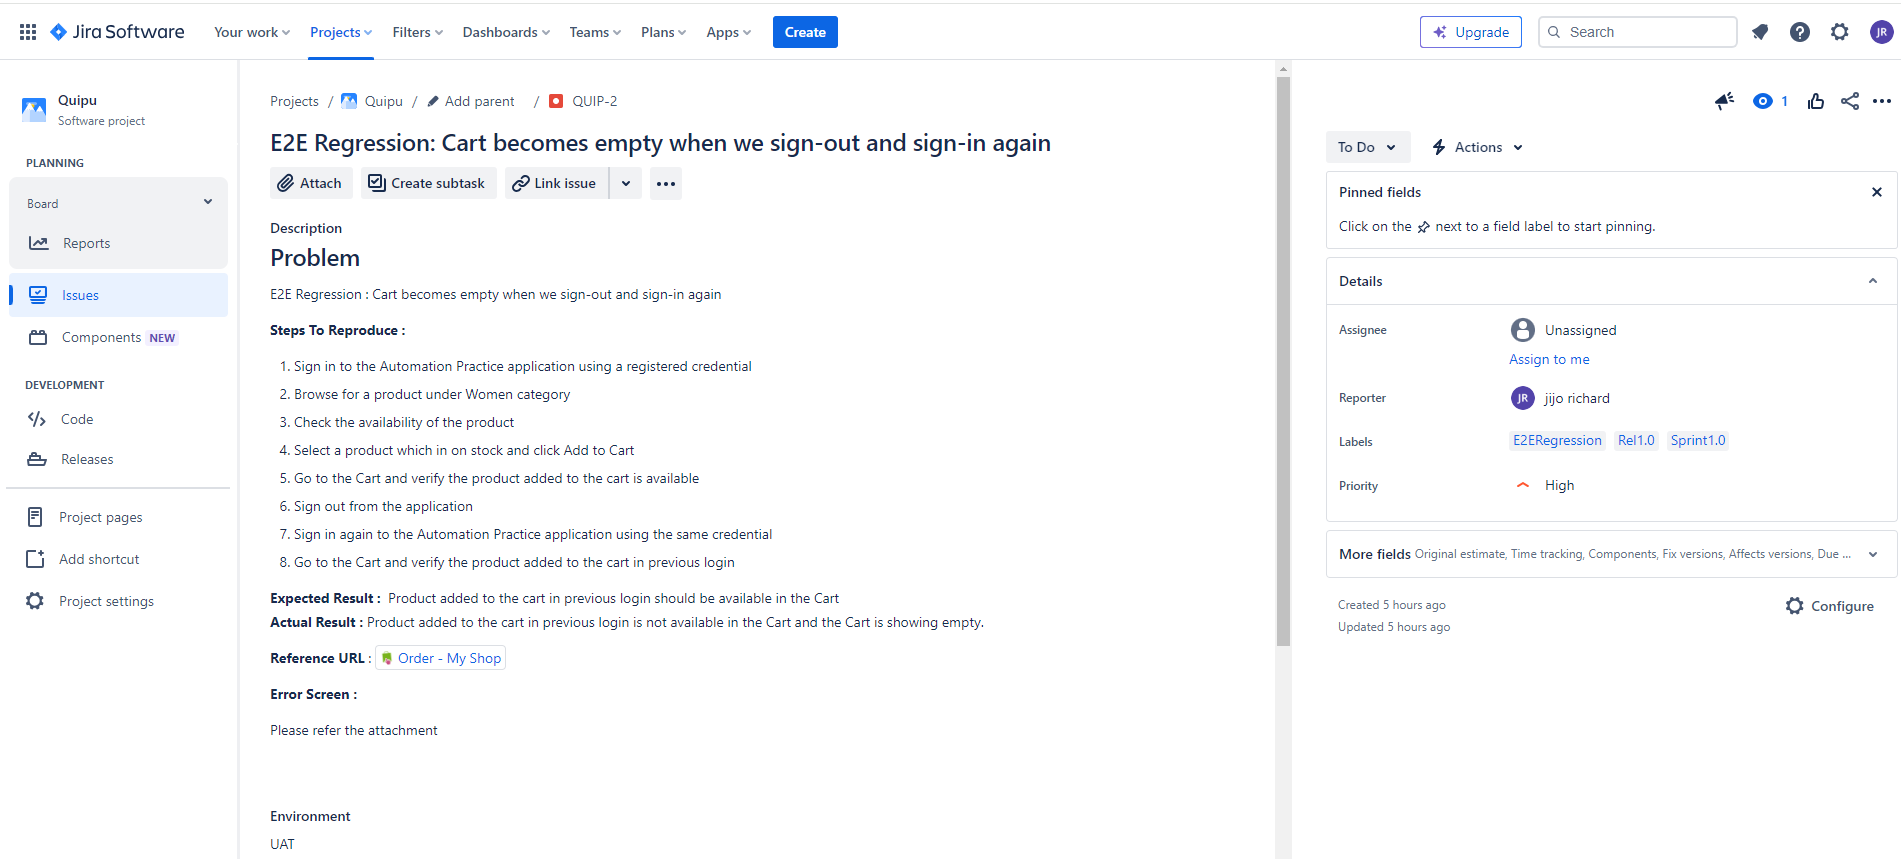 Jira Software
Your work
Projects
Filters
Dashboards
Teams
Plans
Apps
Create
Upgrade
Search
JR
Quipu
Software project
PLANNING
Board
Reports
Issues
Components NEW
DEVELOPMENT
Code
Releases
Project pages
Add shortcut
Project settings
Projects / Quipu / Add parent / QUIP-2
E2E Regression: Cart becomes empty when we sign-out and sign-in again
Attach
Create subtask
Link issue
Description
Problem
E2E Regression : Cart becomes empty when we sign-out and sign-in again
Steps To Reproduce :
1. Sign in to the Automation Practice application using a registered credential
2. Browse for a product under Women category
3. Check the availability of the product
4. Select a product which in on stock and click Add to Cart
5. Go to the Cart and verify the product added to the cart is available
6. Sign out from the application
7. Sign in again to the Automation Practice application using the same credential
8. Go to the Cart and verify the product added to the cart in previous login
Expected Result : Product added to the cart in previous login should be available in the Cart
Actual Result : Product added to the cart in previous login is not available in the Cart and the Cart is showing empty.
Reference URL : Order - My Shop
Error Screen :
Please refer the attachment
Environment
UAT
1
To Do
Actions
Pinned fields
Click on the next to a field label to start pinning.
Details
Assignee
Unassigned
Assign to me
Reporter
JR jijo richard
Labels
E2ERegression Rel1.0 Sprint1.0
Priority
High
More fields Original estimate, Time tracking, Components, Fix versions, Affects versions, Due ...
Created 5 hours ago
Configure
Updated 5 hours ago